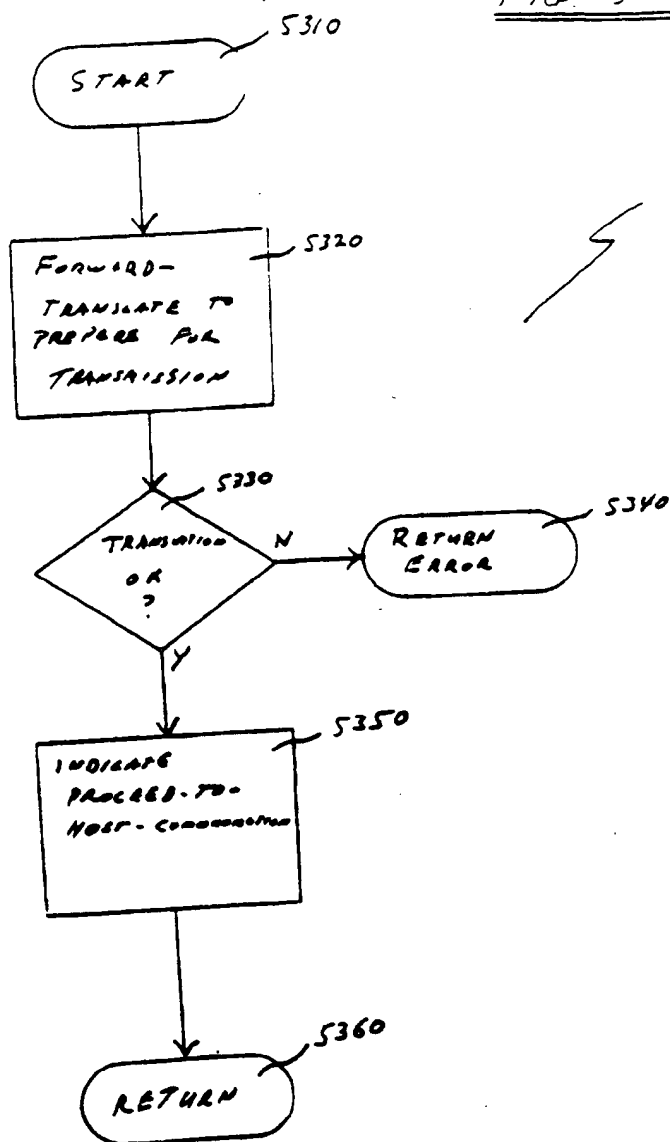 5310
START
5320
FORWARD-
TRANSLATE TO
PREPARE FOR
TRANSMISSION
5330
TRANSLATION
OK
?
N
5340
RETURN
ERROR
Y
5350
INDICATE
PROCEED-TO-
HOST-COMMUNICATION
5360
RETURN